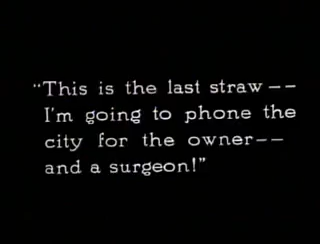 "This is the last straw--
I'm going to phone the
city for the owner--
and a surgeon!"